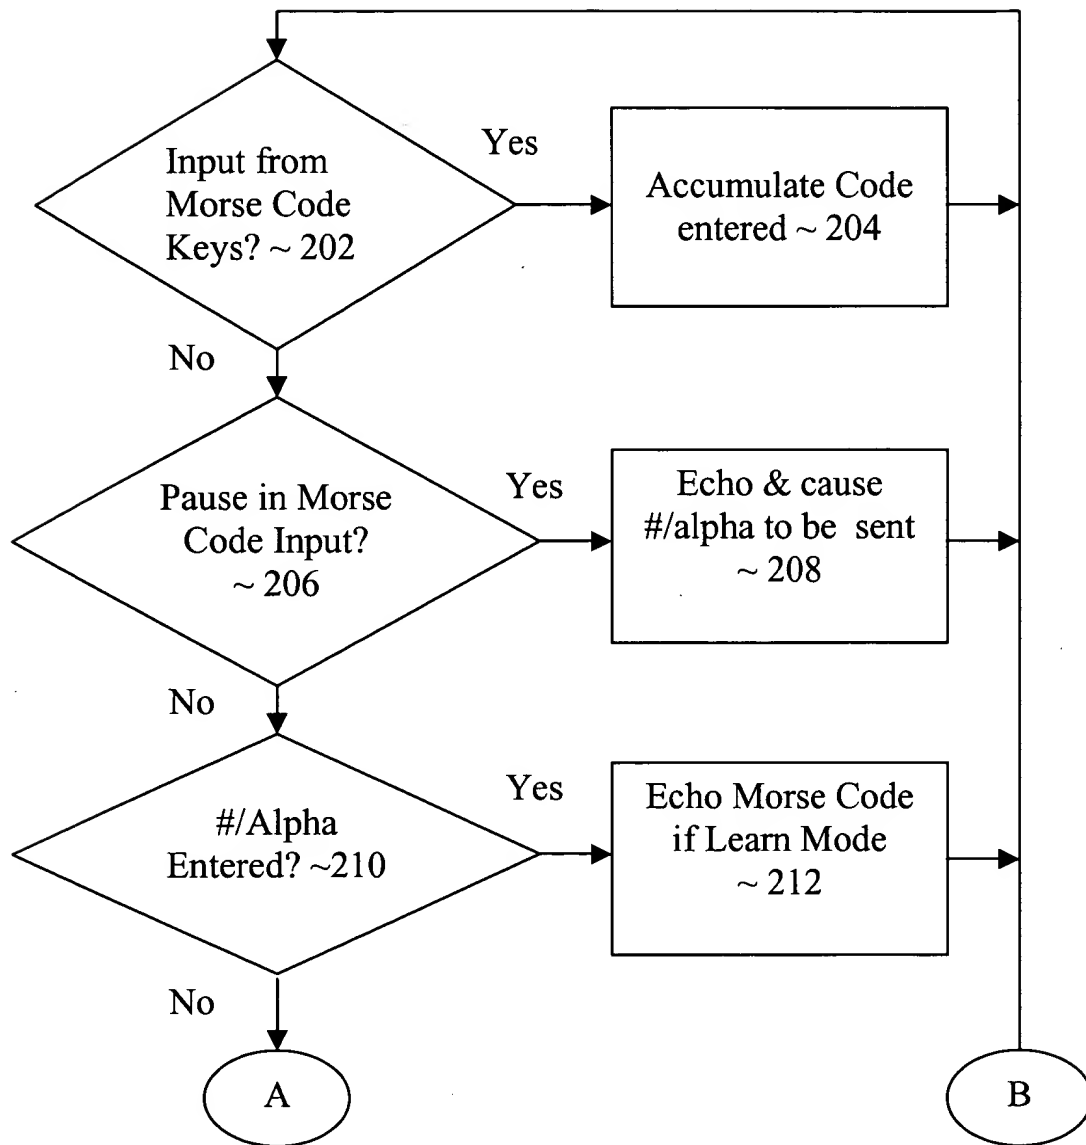 Yes
Input from
Morse Code
Keys? ~ 202
Accumulate Code
entered ~ 204
No
Yes
Pause in Morse
Code Input?
~ 206
Echo & cause
#/alpha to be sent
~ 208
No
Yes
#/Alpha
Entered? ~210
Echo Morse Code
if Learn Mode
~ 212
No
A
B